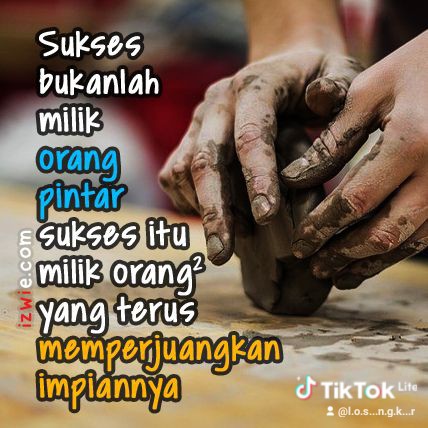 Sukses
bukanlah
milik
orang
pintar
sukses itu
milik orang²
yang terus
memperjuangkan
impiannya
izwie.com
TikTok Lite
@l.o.s...n.g.k...r